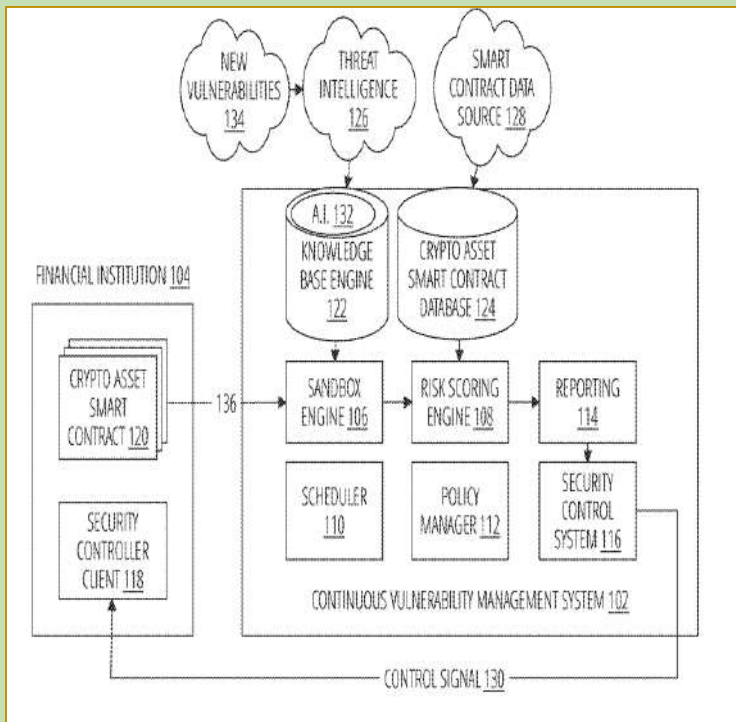 NEW
VULNERABILITIES
134
THREAT
INTELLIGENCE
126
SMART
CONTRACT DATA
SOURCE 128
A.I. 132
KNOWLEDGE
BASE ENGINE
122
CRYPTO ASSET
SMART CONTRACT
DATABASE 124
FINANCIAL INSTITUTION 104
CRYPTO ASSET
SMART
CONTRACT 120
136
SANDBOX
ENGINE 106
RISK SCORING
ENGINE 108
REPORTING
114
SECURITY
CONTROLLER
CLIENT 118
SCHEDULER
110
POLICY
MANAGER 112
SECURITY
CONTROL
SYSTEM 116
CONTINUOUS VULNERABILITY MANAGEMENT SYSTEM 102
CONTROL SIGNAL 130